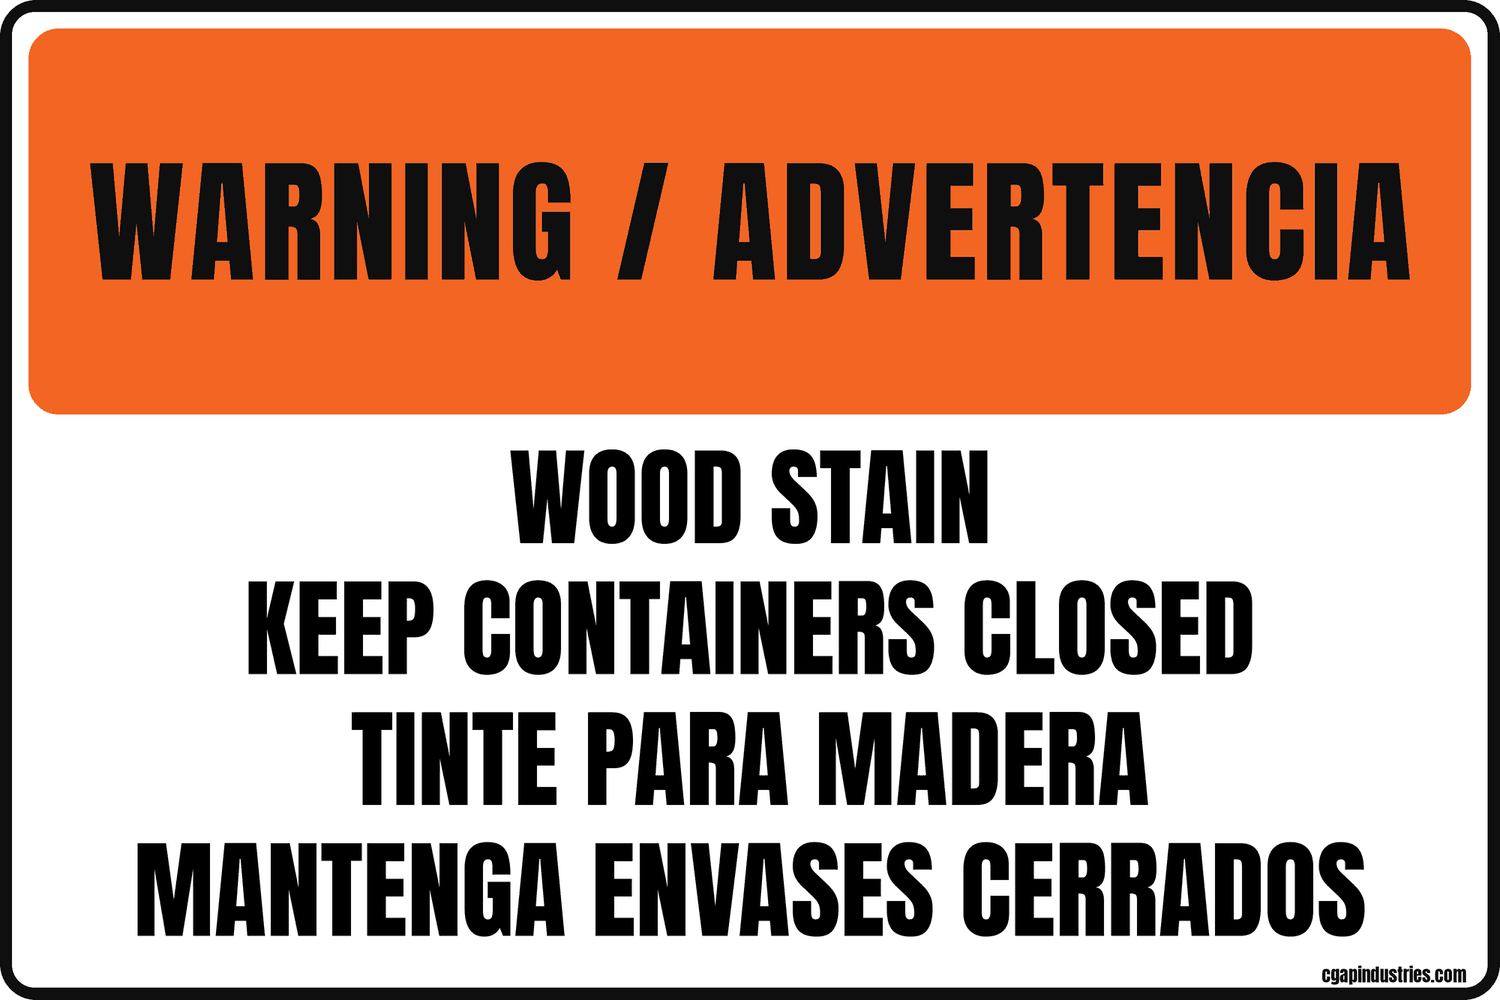 WARNING / ADVERTENCIA
WOOD STAIN
KEEP CONTAINERS CLOSED
TINTE PARA MADERA
MANTENGA ENVASES CERRADOS
cgapindustries.com